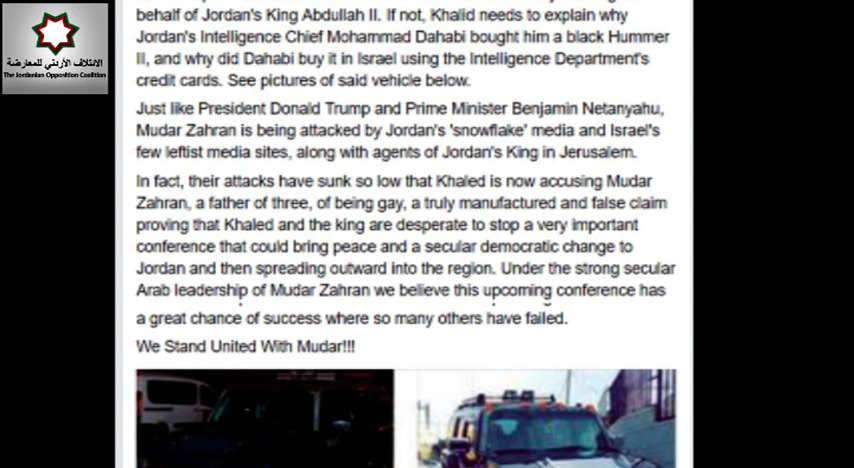 الائتلاف الأردني للمعارضة
The Jordanian Opposition Coalition
behalf of Jordan's King Abdullah II. If not, Khalid needs to explain why
Jordan's Intelligence Chief Mohammad Dahabi bought him a black Hummer
II, and why did Dahabi buy it in Israel using the Intelligence Department's
credit cards. See pictures of said vehicle below.
Just like President Donald Trump and Prime Minister Benjamin Netanyahu,
Mudar Zahran is being attacked by Jordan's 'snowflake' media and Israel's
few leftist media sites, along with agents of Jordan's King in Jerusalem.
In fact, their attacks have sunk so low that Khaled is now accusing Mudar
Zahran, a father of three, of being gay, a truly manufactured and false claim
proving that Khaled and the king are desperate to stop a very important
conference that could bring peace and a secular democratic change to
Jordan and then spreading outward into the region. Under the strong secular
Arab leadership of Mudar Zahran we believe this upcoming conference has
a great chance of success where so many others have failed.
We Stand United With Mudar!!!